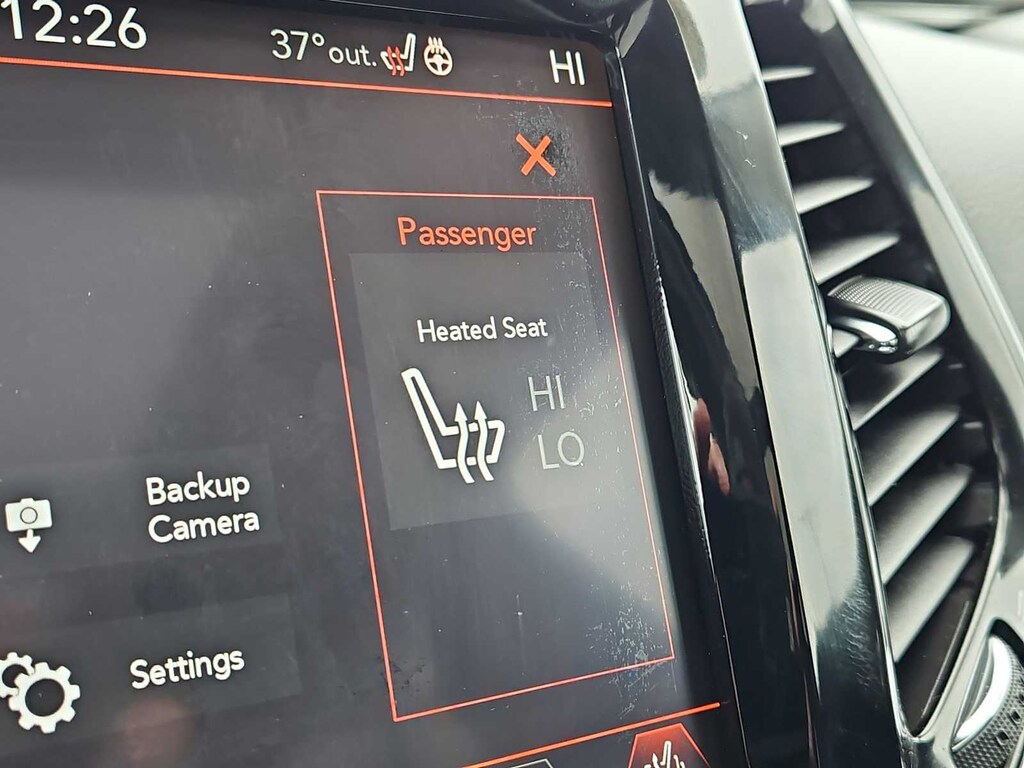 12:26
37° out.
HI
Passenger
Heated Seat
HI
LO
Backup
Camera
Settings